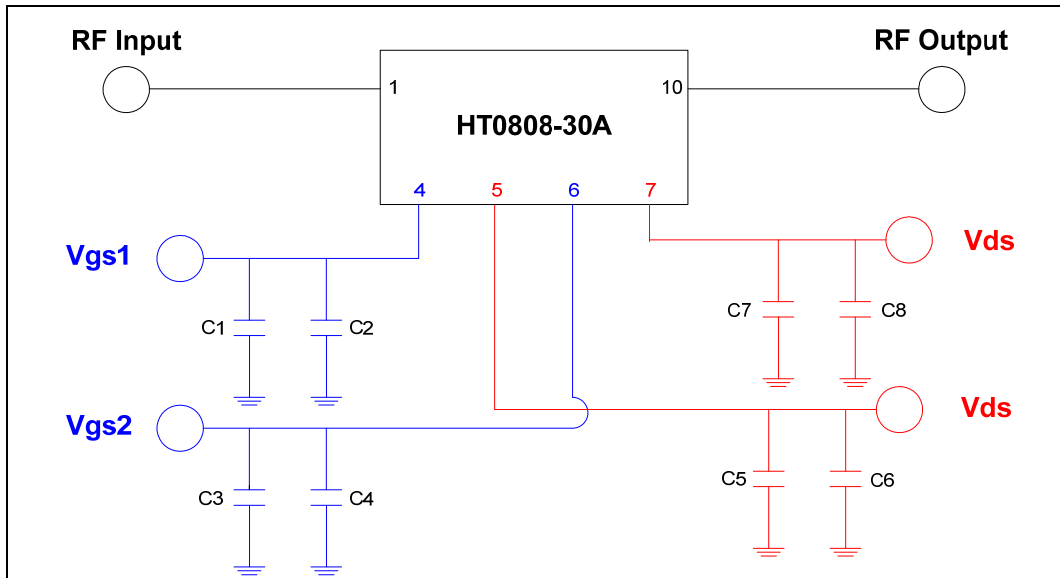 RF Input
RF Output
1
10
HT0808-30A
4
5
6
7
Vgs1
Vds
C1
C2
C7
C8
Vgs2
Vds
C3
C4
C5
C6